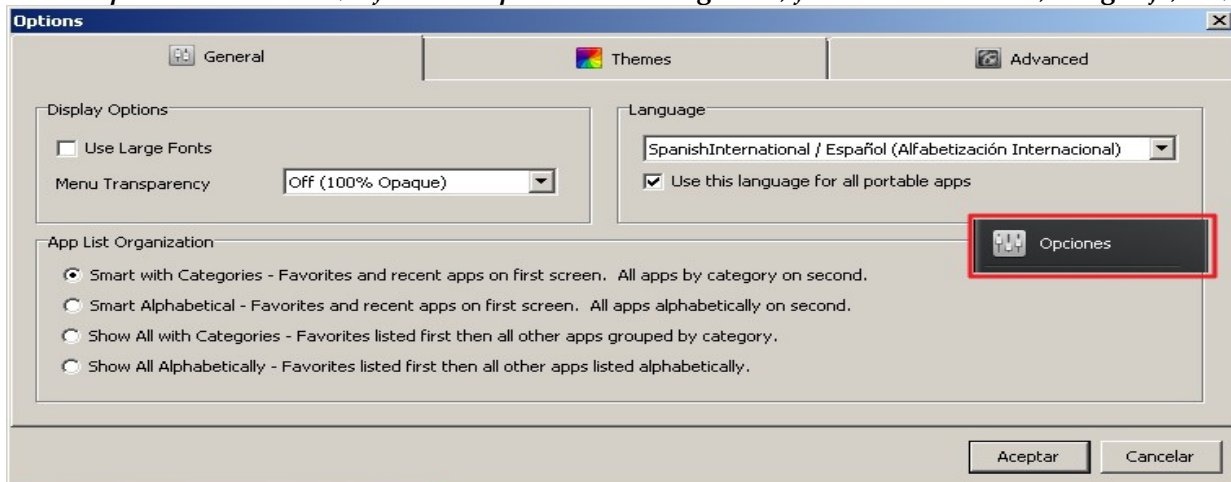 Options
General
Themes
Advanced
Display Options
Use Large Fonts
Menu Transparency
Off (100% Opaque)
Language
SpanishInternational / Español (Alfabetización Internacional)
Use this language for all portable apps
Opciones
App List Organization
Smart with Categories - Favorites and recent apps on first screen. All apps by category on second.
Smart Alphabetical - Favorites and recent apps on first screen. All apps alphabetically on second.
Show All with Categories - Favorites listed first then all other apps grouped by category.
Show All Alphabetically - Favorites listed first then all other apps listed alphabetically.
Aceptar
Cancelar